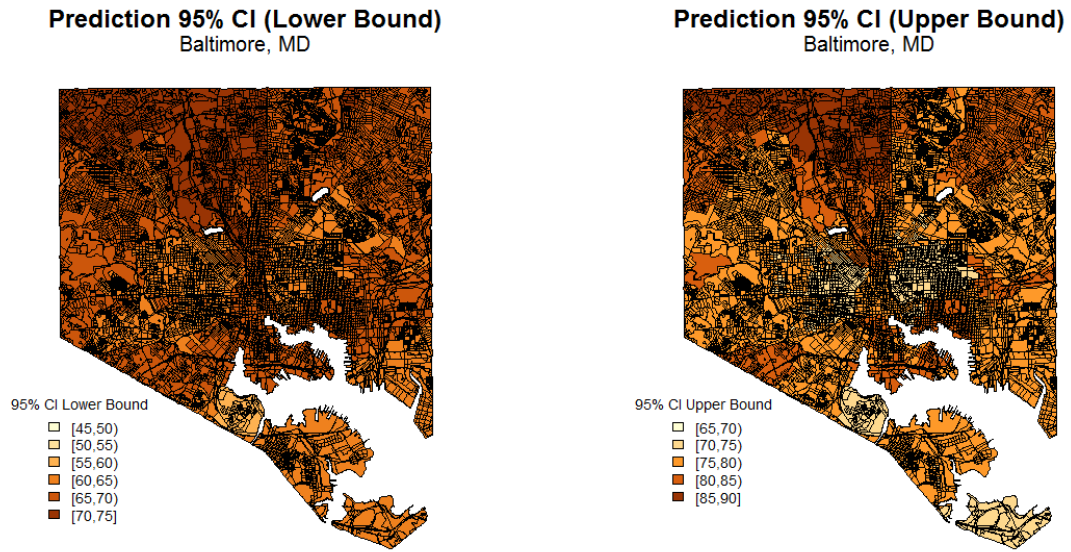 Prediction 95% CI (Lower Bound)
Baltimore, MD
95% CI Lower Bound
[45,50)
[50,55)
[55,60)
[60,65)
[65,70)
[70,75]
Prediction 95% CI (Upper Bound)
Baltimore, MD
95% CI Upper Bound
[65,70)
[70,75)
[75,80)
[80,85)
[85,90]